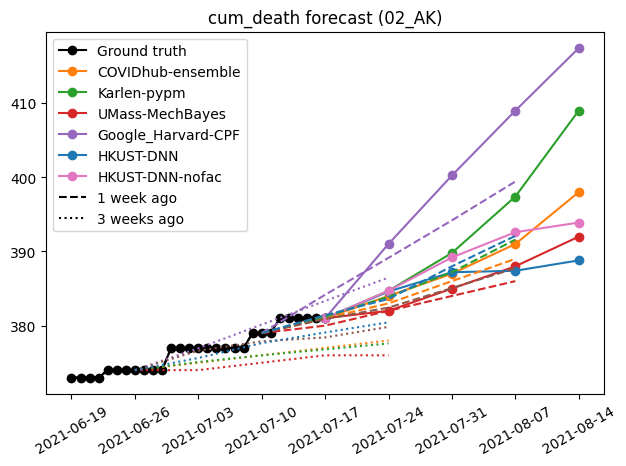 cum_death forecast (02_AK)
Ground truth
COVIDhub-ensemble
Karlen-pypm
UMass-MechBayes
Google_Harvard-CPF
HKUST-DNN
HKUST-DNN-nofac
1 week ago
3 weeks ago
410
400
390
380
2021-06-19
2021-06-26
2021-07-03
2021-07-10
2021-07-17
2021-07-24
2021-07-31
2021-08-07
2021-08-14